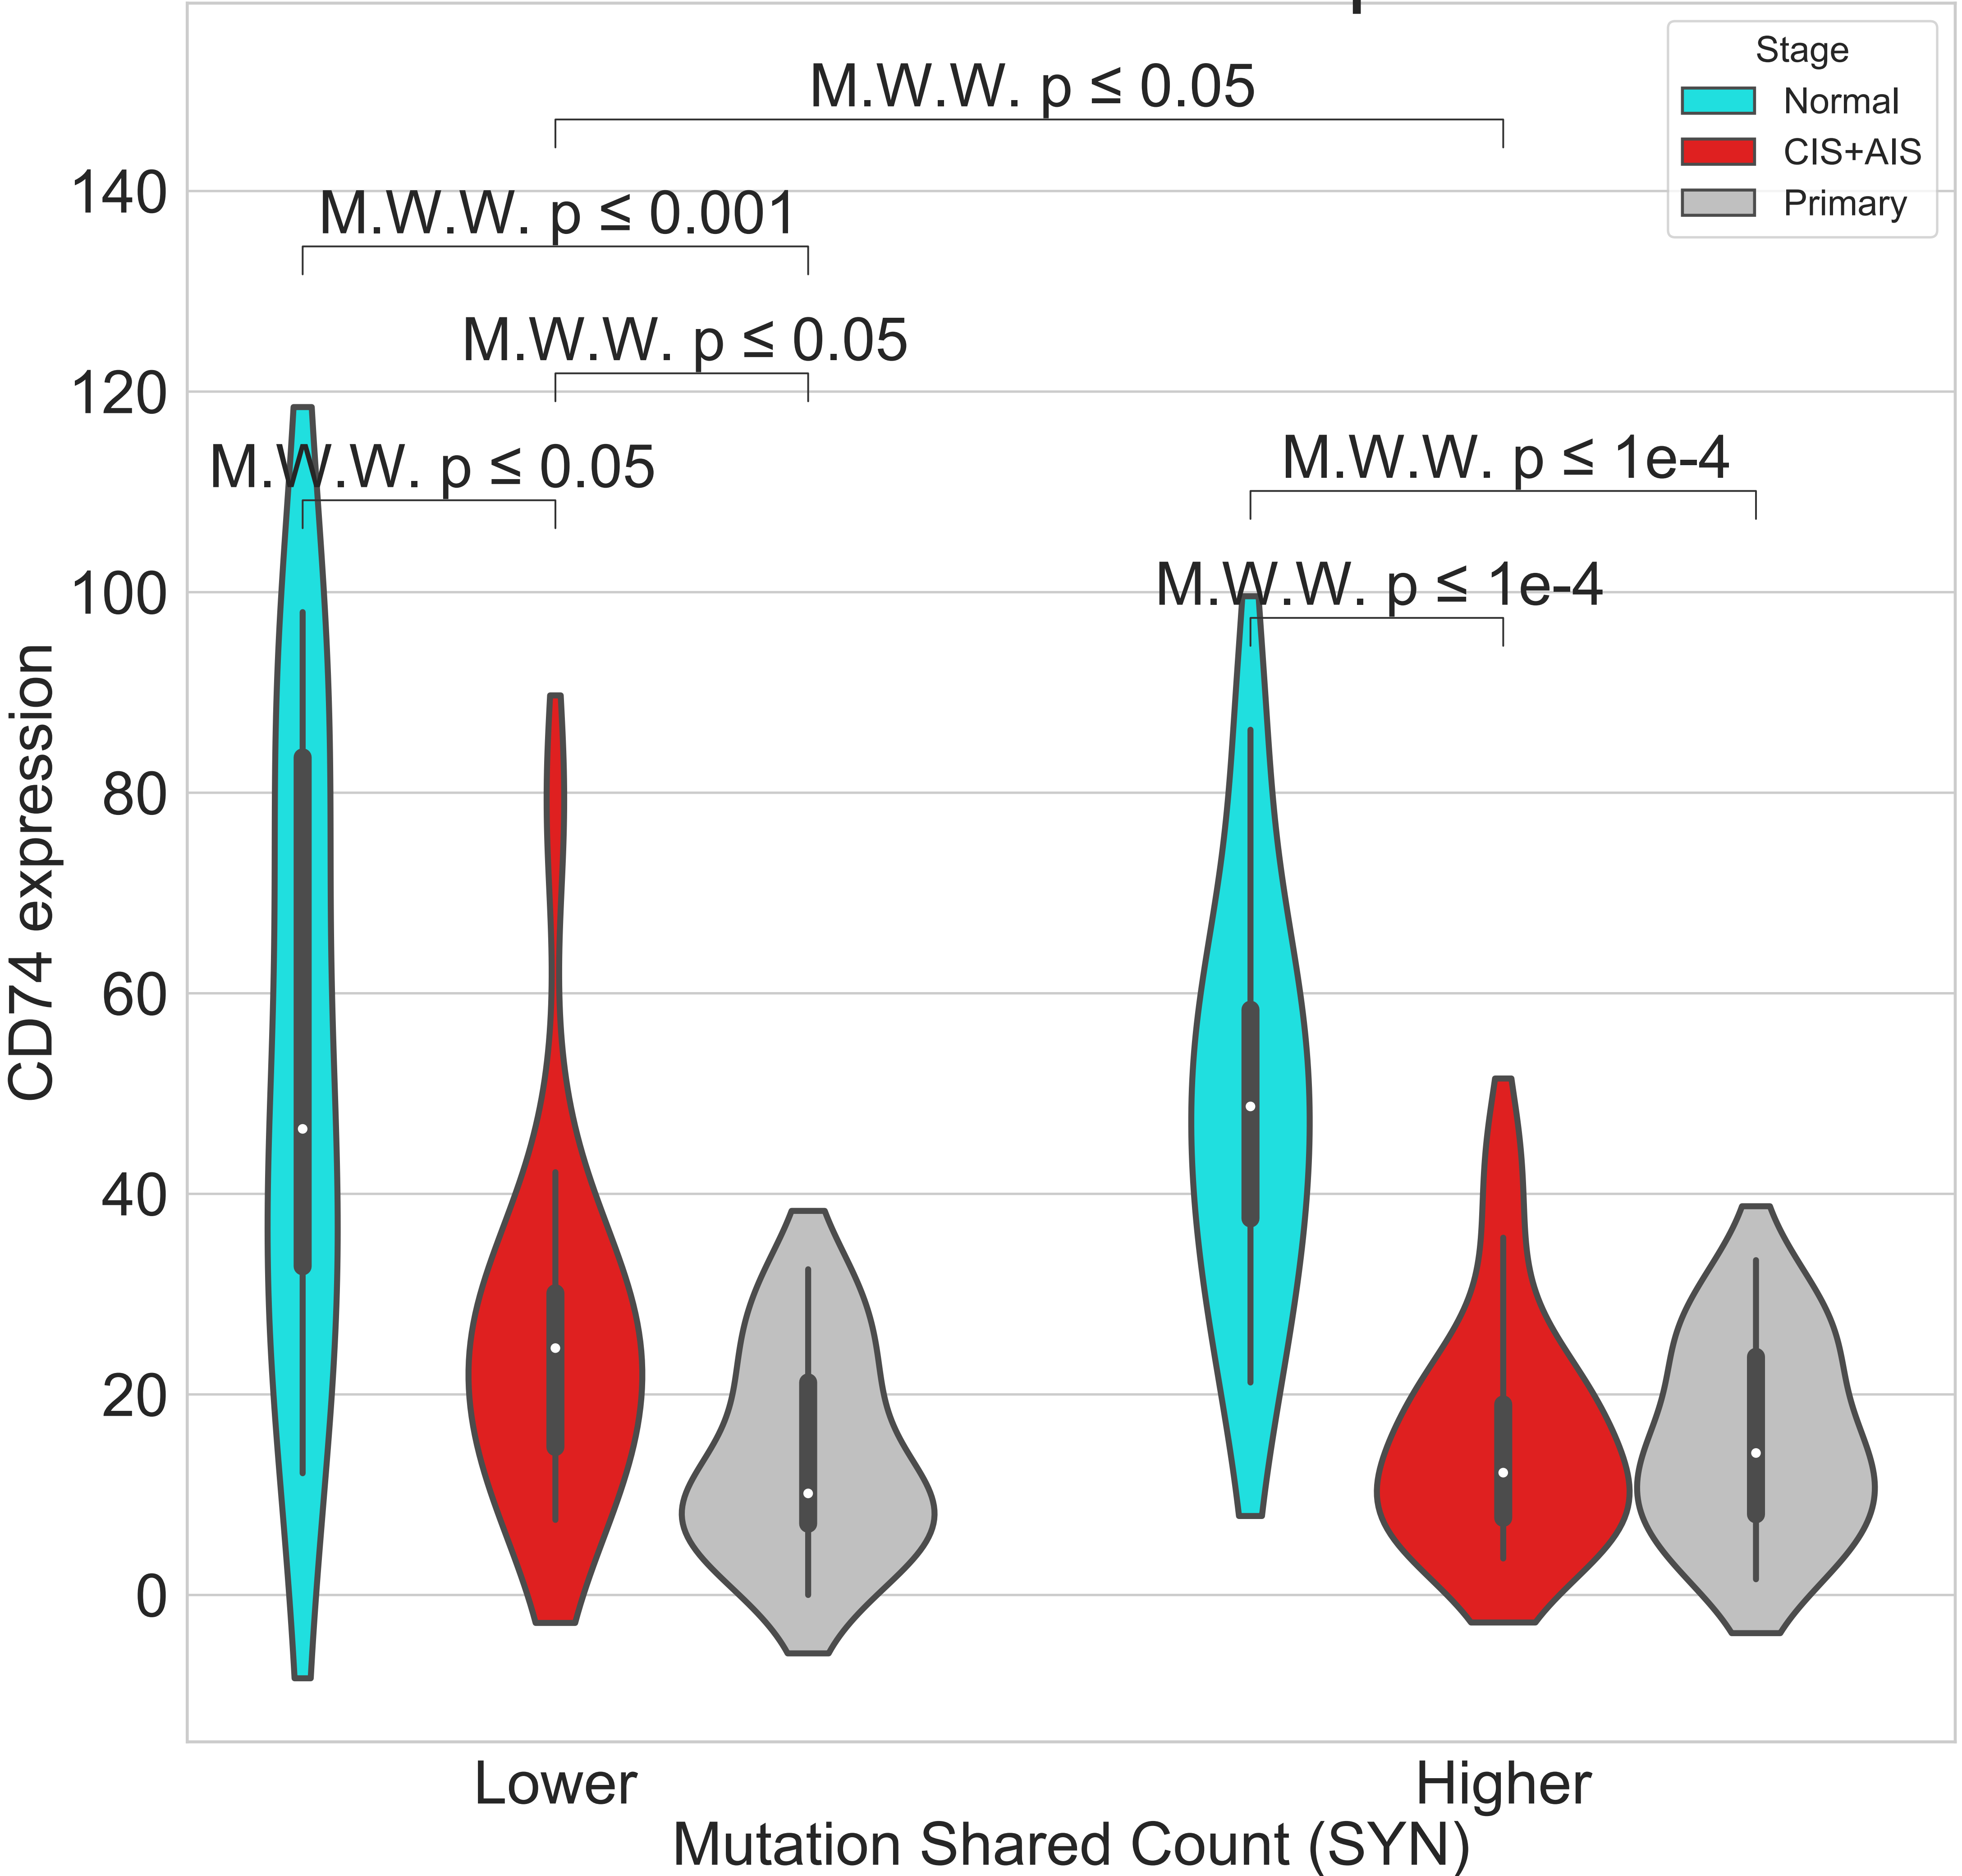 M.W.W. p ≤ 0.05
Stage
Normal
CIS+AIS
Primary
140
M.W.W. p ≤ 0.001
M.W.W. p ≤ 0.05
120
M.W.W. p ≤ 0.05
M.W.W. p ≤ 1e-4
100
M.W.W. p ≤ 1e-4
CD74 expression
80
60
40
20
0
Lower
Higher
Mutation Shared Count (SYN)